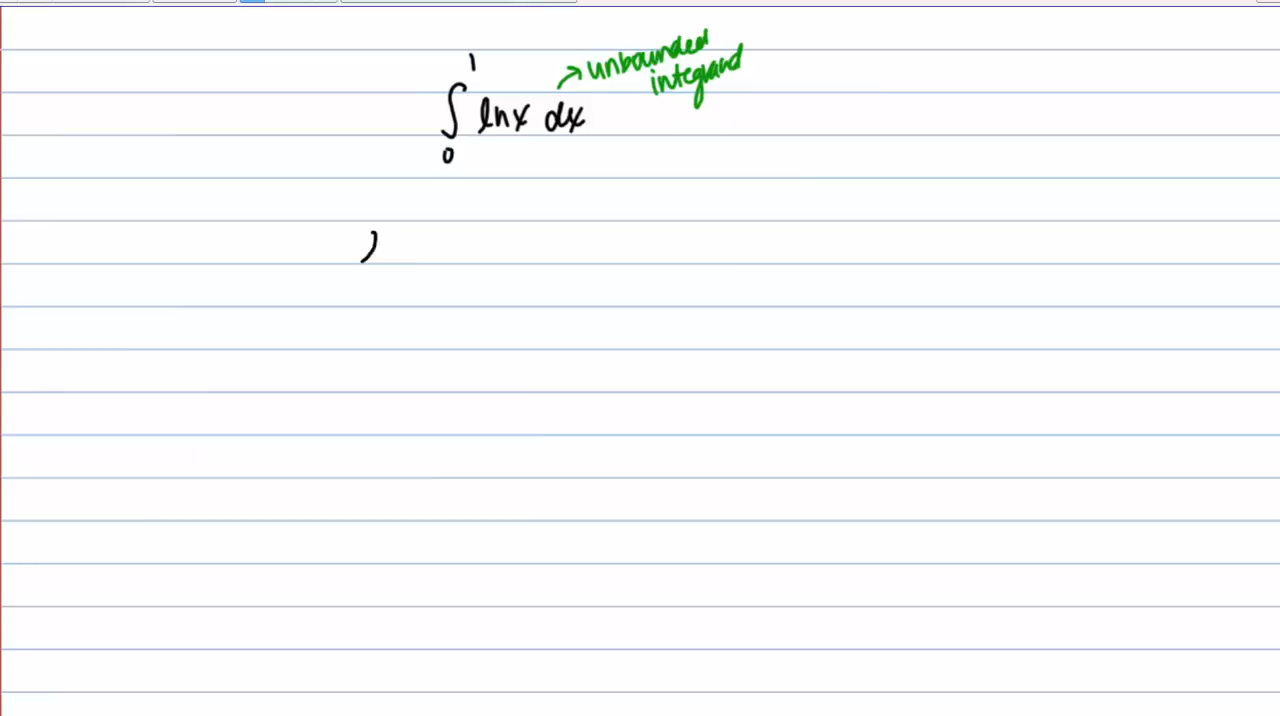 ∫₀¹ ln x dx → unbounded
integrand
)